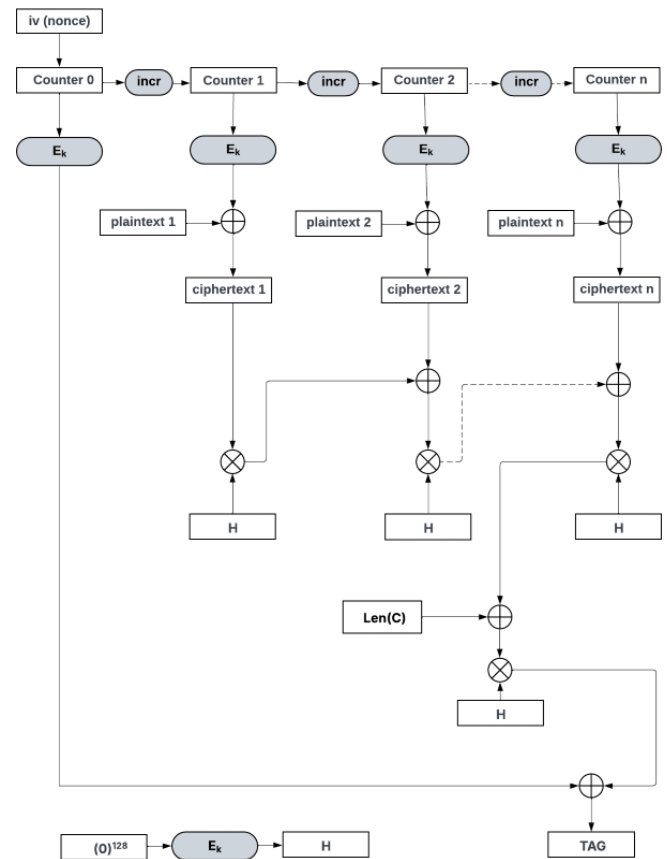 iv (nonce)
Counter 0
incr
Counter 1
incr
Counter 2
incr
Counter n
Eₖ
Eₖ
Eₖ
Eₖ
plaintext 1
plaintext 2
plaintext n
ciphertext 1
ciphertext 2
ciphertext n
H
H
H
Len(C)
H
(0)¹²⁸
Eₖ
H
TAG